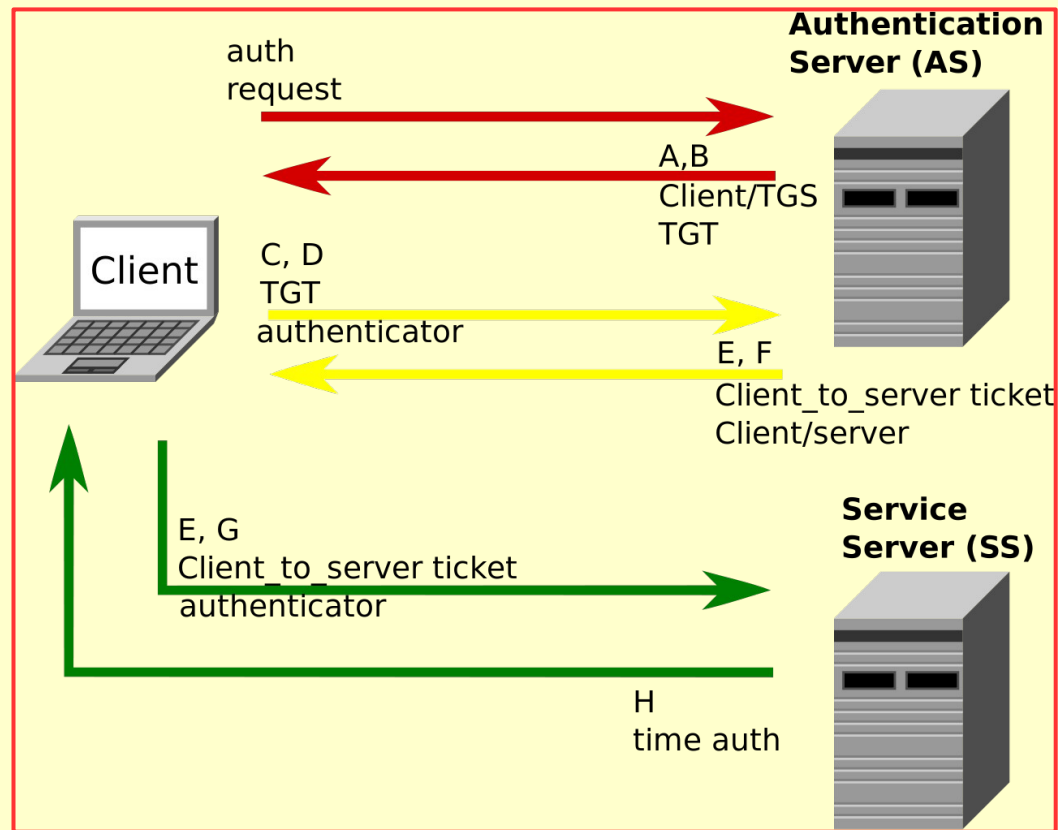 Authentication
Server (AS)
auth
request
A,B
Client/TGS
TGT
Client
C, D
TGT
authenticator
E, F
Client_to_server ticket
Client/server
E, G
Client_to_server ticket
authenticator
Service
Server (SS)
H
time auth